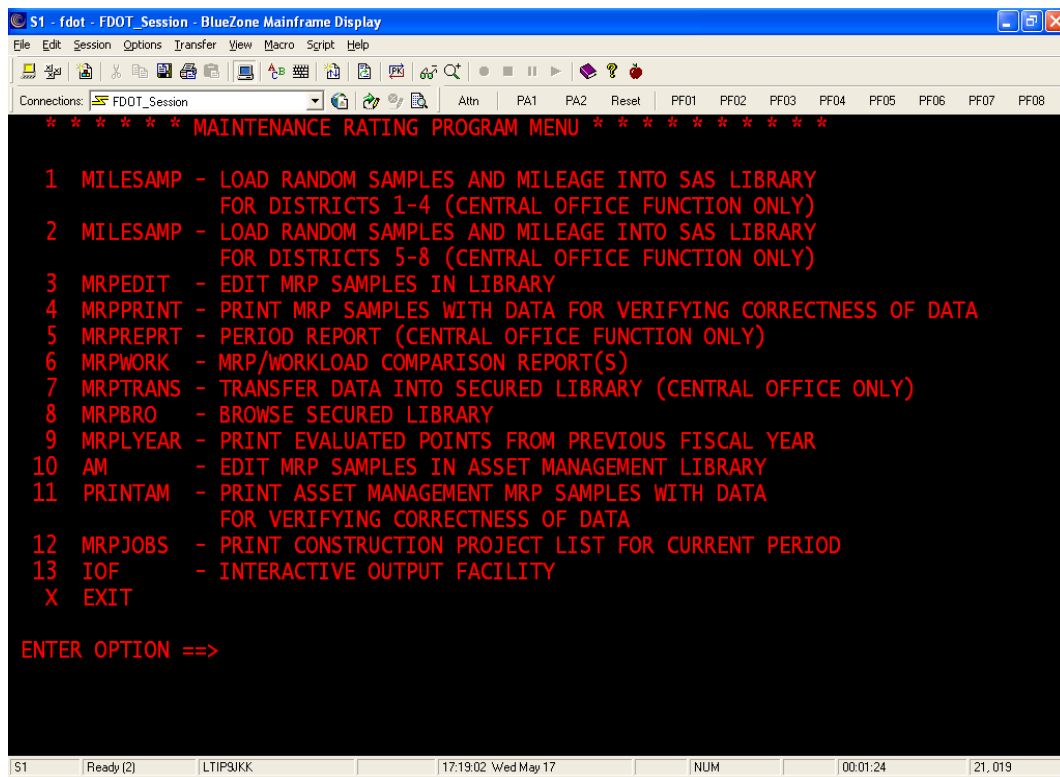 S1 - fdot - FDOT_Session - BlueZone Mainframe Display
File Edit Session Options Transfer View Macro Script Help
Connections: FDOT_Session Attn PA1 PA2 Reset PF01 PF02 PF03 PF04 PF05 PF06 PF07 PF08
* * * * * * MAINTENANCE RATING PROGRAM MENU * * * * * * * * * *
1 MILESAMP - LOAD RANDOM SAMPLES AND MILEAGE INTO SAS LIBRARY
FOR DISTRICTS 1-4 (CENTRAL OFFICE FUNCTION ONLY)
2 MILESAMP - LOAD RANDOM SAMPLES AND MILEAGE INTO SAS LIBRARY
FOR DISTRICTS 5-8 (CENTRAL OFFICE FUNCTION ONLY)
3 MRPEDIT - EDIT MRP SAMPLES IN LIBRARY
4 MRPPRINT - PRINT MRP SAMPLES WITH DATA FOR VERIFYING CORRECTNESS OF DATA
5 MRPREPRT - PERIOD REPORT (CENTRAL OFFICE FUNCTION ONLY)
6 MRPWORK - MRP/WORKLOAD COMPARISON REPORT(S)
7 MRPTRANS - TRANSFER DATA INTO SECURED LIBRARY (CENTRAL OFFICE ONLY)
8 MRPBRO - BROWSE SECURED LIBRARY
9 MRPLYEAR - PRINT EVALUATED POINTS FROM PREVIOUS FISCAL YEAR
10 AM - EDIT MRP SAMPLES IN ASSET MANAGEMENT LIBRARY
11 PRINTAM - PRINT ASSET MANAGEMENT MRP SAMPLES WITH DATA
FOR VERIFYING CORRECTNESS OF DATA
12 MRPJOBS - PRINT CONSTRUCTION PROJECT LIST FOR CURRENT PERIOD
13 IOF - INTERACTIVE OUTPUT FACILITY
X EXIT
ENTER OPTION ==>
S1 Ready (2) LTIP9JKK 17:19:02 Wed May 17 NUM 00:01:24 21, 019